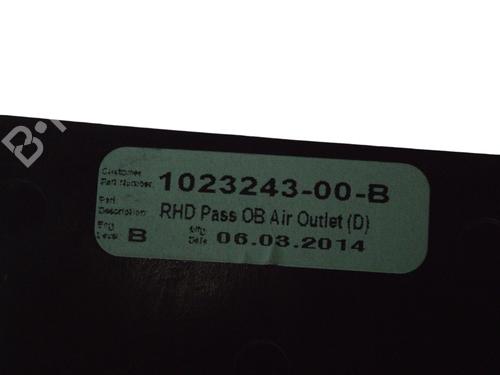 B
Customer
Part Number 1023243-00-B
Part
Description RHD Pass OB Air Outlet (D)
Eng
Level B
Mfg
Date 06.03.2014